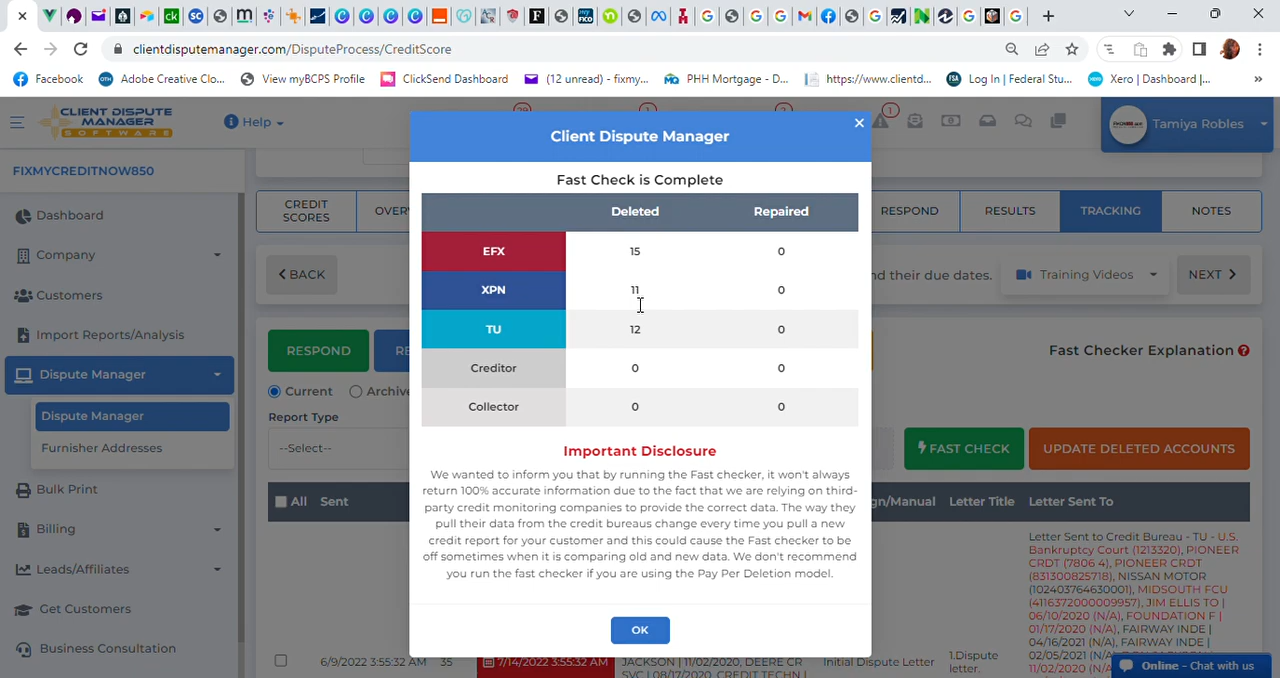 clientdisputemanager.com/DisputeProcess/CreditScore
Facebook
Adobe Creative Clo...
View myBCPS Profile
ClickSend Dashboard
(12 unread) - fixmy...
PHH Mortgage - D...
https://www.clientd...
Log In | Federal Stu...
Xero | Dashboard |...
»
CLIENT DISPUTE
MANAGER
SOFTWARE
Help
1
Tamiya Robles
Client Dispute Manager
Fast Check is Complete
Deleted Repaired
EFX 15 0
XPN 11 0
TU 12 0
Creditor 0 0
Collector 0 0
Important Disclosure
We wanted to inform you that by running the Fast checker, it won't always
return 100% accurate information due to the fact that we are relying on third-
party credit monitoring companies to provide the correct data. The way they
pull their data from the credit bureaus change every time you pull a new
credit report for your customer and this could cause the Fast checker to be
off sometimes when it is comparing old and new data. We don't recommend
you run the fast checker if you are using the Pay Per Deletion model.
OK
FIXMYCREDITNOW850
Dashboard
Company
Customers
Import Reports/Analysis
Dispute Manager
Dispute Manager
Furnisher Addresses
Bulk Print
Billing
Leads/Affiliates
Get Customers
Business Consultation
CREDIT
SCORES
OVER
RESPOND
RESULTS
TRACKING
NOTES
BACK
nd their due dates.
Training Videos
NEXT
RESPOND
RE
Fast Checker Explanation
Current
Archive
Report Type
--Select--
FAST CHECK
UPDATE DELETED ACCOUNTS
All Sent
gn/Manual Letter Title Letter Sent To
Letter Sent to Credit Bureau - TU - U.S.
Bankruptcy Court (1213320), PIONEER
CRDT (7806 4), PIONEER CRDT
(831300825718), NISSAN MOTOR
(102403764630001), MIDSOUTH FCU
(4116372000009957), JIM ELLIS TO |
06/10/2020 (N/A), FOUNDATION F |
01/17/2020 (N/A), FAIRWAY INDE |
04/16/2021 (N/A), FAIRWAY INDE |
02/05/2021 (N/A),
11/02/2020 (N/A
6/9/2022 3:55:32 AM 35 7/14/2022 3:55:32 AM
JACKSON | 11/02/2020, DEERE CR
SVC | 08/17/2020, CREDIT TECHN |
Initial Dispute Letter
1.Dispute
letter.
Online - Chat with us